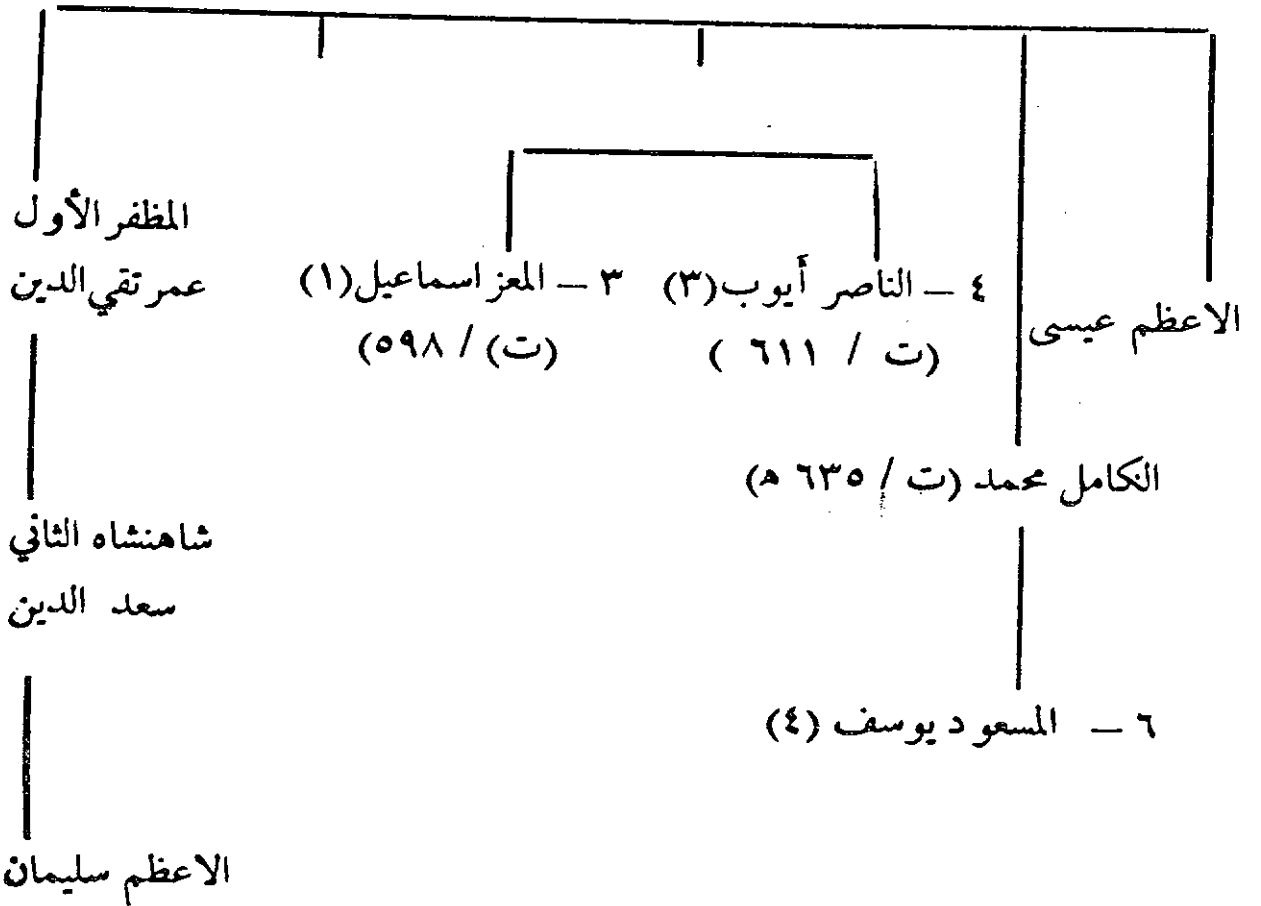 المظفر الأول
عمر تقي الدين
٤ – الناصر أيوب (٣)
(ت / ٦١١ )
٣ – المعز اسماعيل (١)
(ت) / ٥٩٨)
الاعظم عيسى
الكامل محمد (ت / ٦٣٥ ه)
شاهنشاه الثاني
سعد الدين
٦ – المسعود يوسف (٤)
الاعظم سليمان